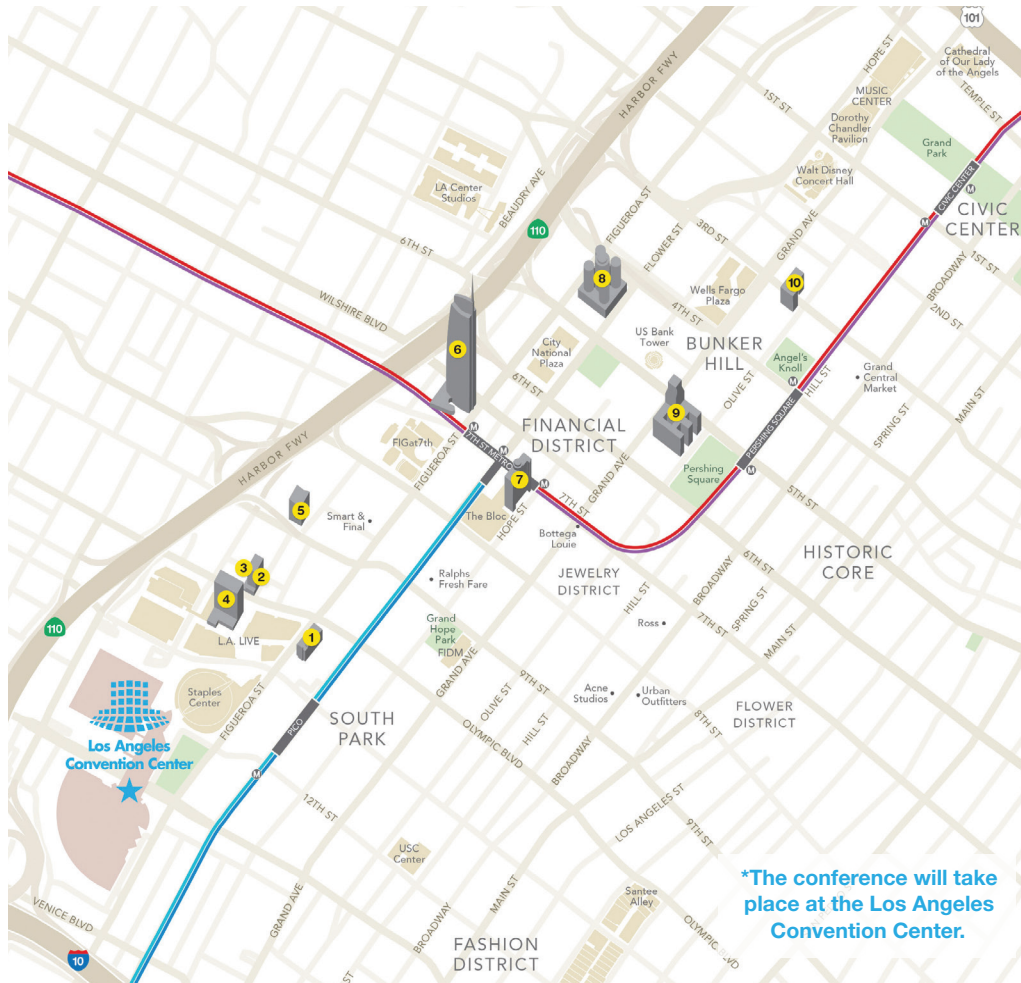 101
HOPE ST
Cathedral
of Our Lady
of the Angels
HARBOR FWY
1ST ST
MUSIC
CENTER
TEMPLE ST
Dorothy
Chandler
Pavilion
Grand
Park
LA Center
Studios
BEAUDRY AVE
FIGUEROA ST
Walt Disney
Concert Hall
CIVIC CENTER
M
M
CIVIC
CENTER
110
6TH ST
FLOWER ST
3RD ST
GRAND AVE
BROADWAY
1ST ST
8
10
Wells Fargo
Plaza
WILSHIRE BLVD
4TH ST
2ND ST
6
City
National
Plaza
US Bank
Tower
BUNKER
HILL
Angel's
Knoll
HILL ST
Grand
Central
Market
M
6TH ST
OLIVE ST
MAIN ST
9
SPRING ST
HARBOR FWY
FIGat7th
FIGUEROA ST
M
7TH ST METRO
M
FINANCIAL
DISTRICT
GRAND AVE
PERSHING SQUARE
M
Pershing
Square
7
M
7TH ST
5TH ST
5
Smart &
Final
The Bloc
HOPE ST
Bottega
Louie
HISTORIC
CORE
6TH ST
3
2
4
Ralphs
Fresh Fare
JEWELRY
DISTRICT
BROADWAY
HILL ST
SPRING ST
110
L.A. LIVE
1
Grand
Hope
Park
FIDM
GRAND AVE
Ross
7TH ST
MAIN ST
Staples
Center
FIGUEROA ST
9TH ST
OLIVE ST
HILL ST
Acne
Studios
Urban
Outfitters
FLOWER
DISTRICT
8TH ST
PICO
SOUTH
PARK
OLYMPIC BLVD
BROADWAY
Los Angeles
Convention Center
M
12TH ST
LOS ANGELES ST
9TH ST
USC
Center
VENICE BLVD
GRAND AVE
BROADWAY
MAIN ST
Santee
Alley
OLYMPIC BLVD
10
FASHION
DISTRICT
*The conference will take
place at the Los Angeles
Convention Center.